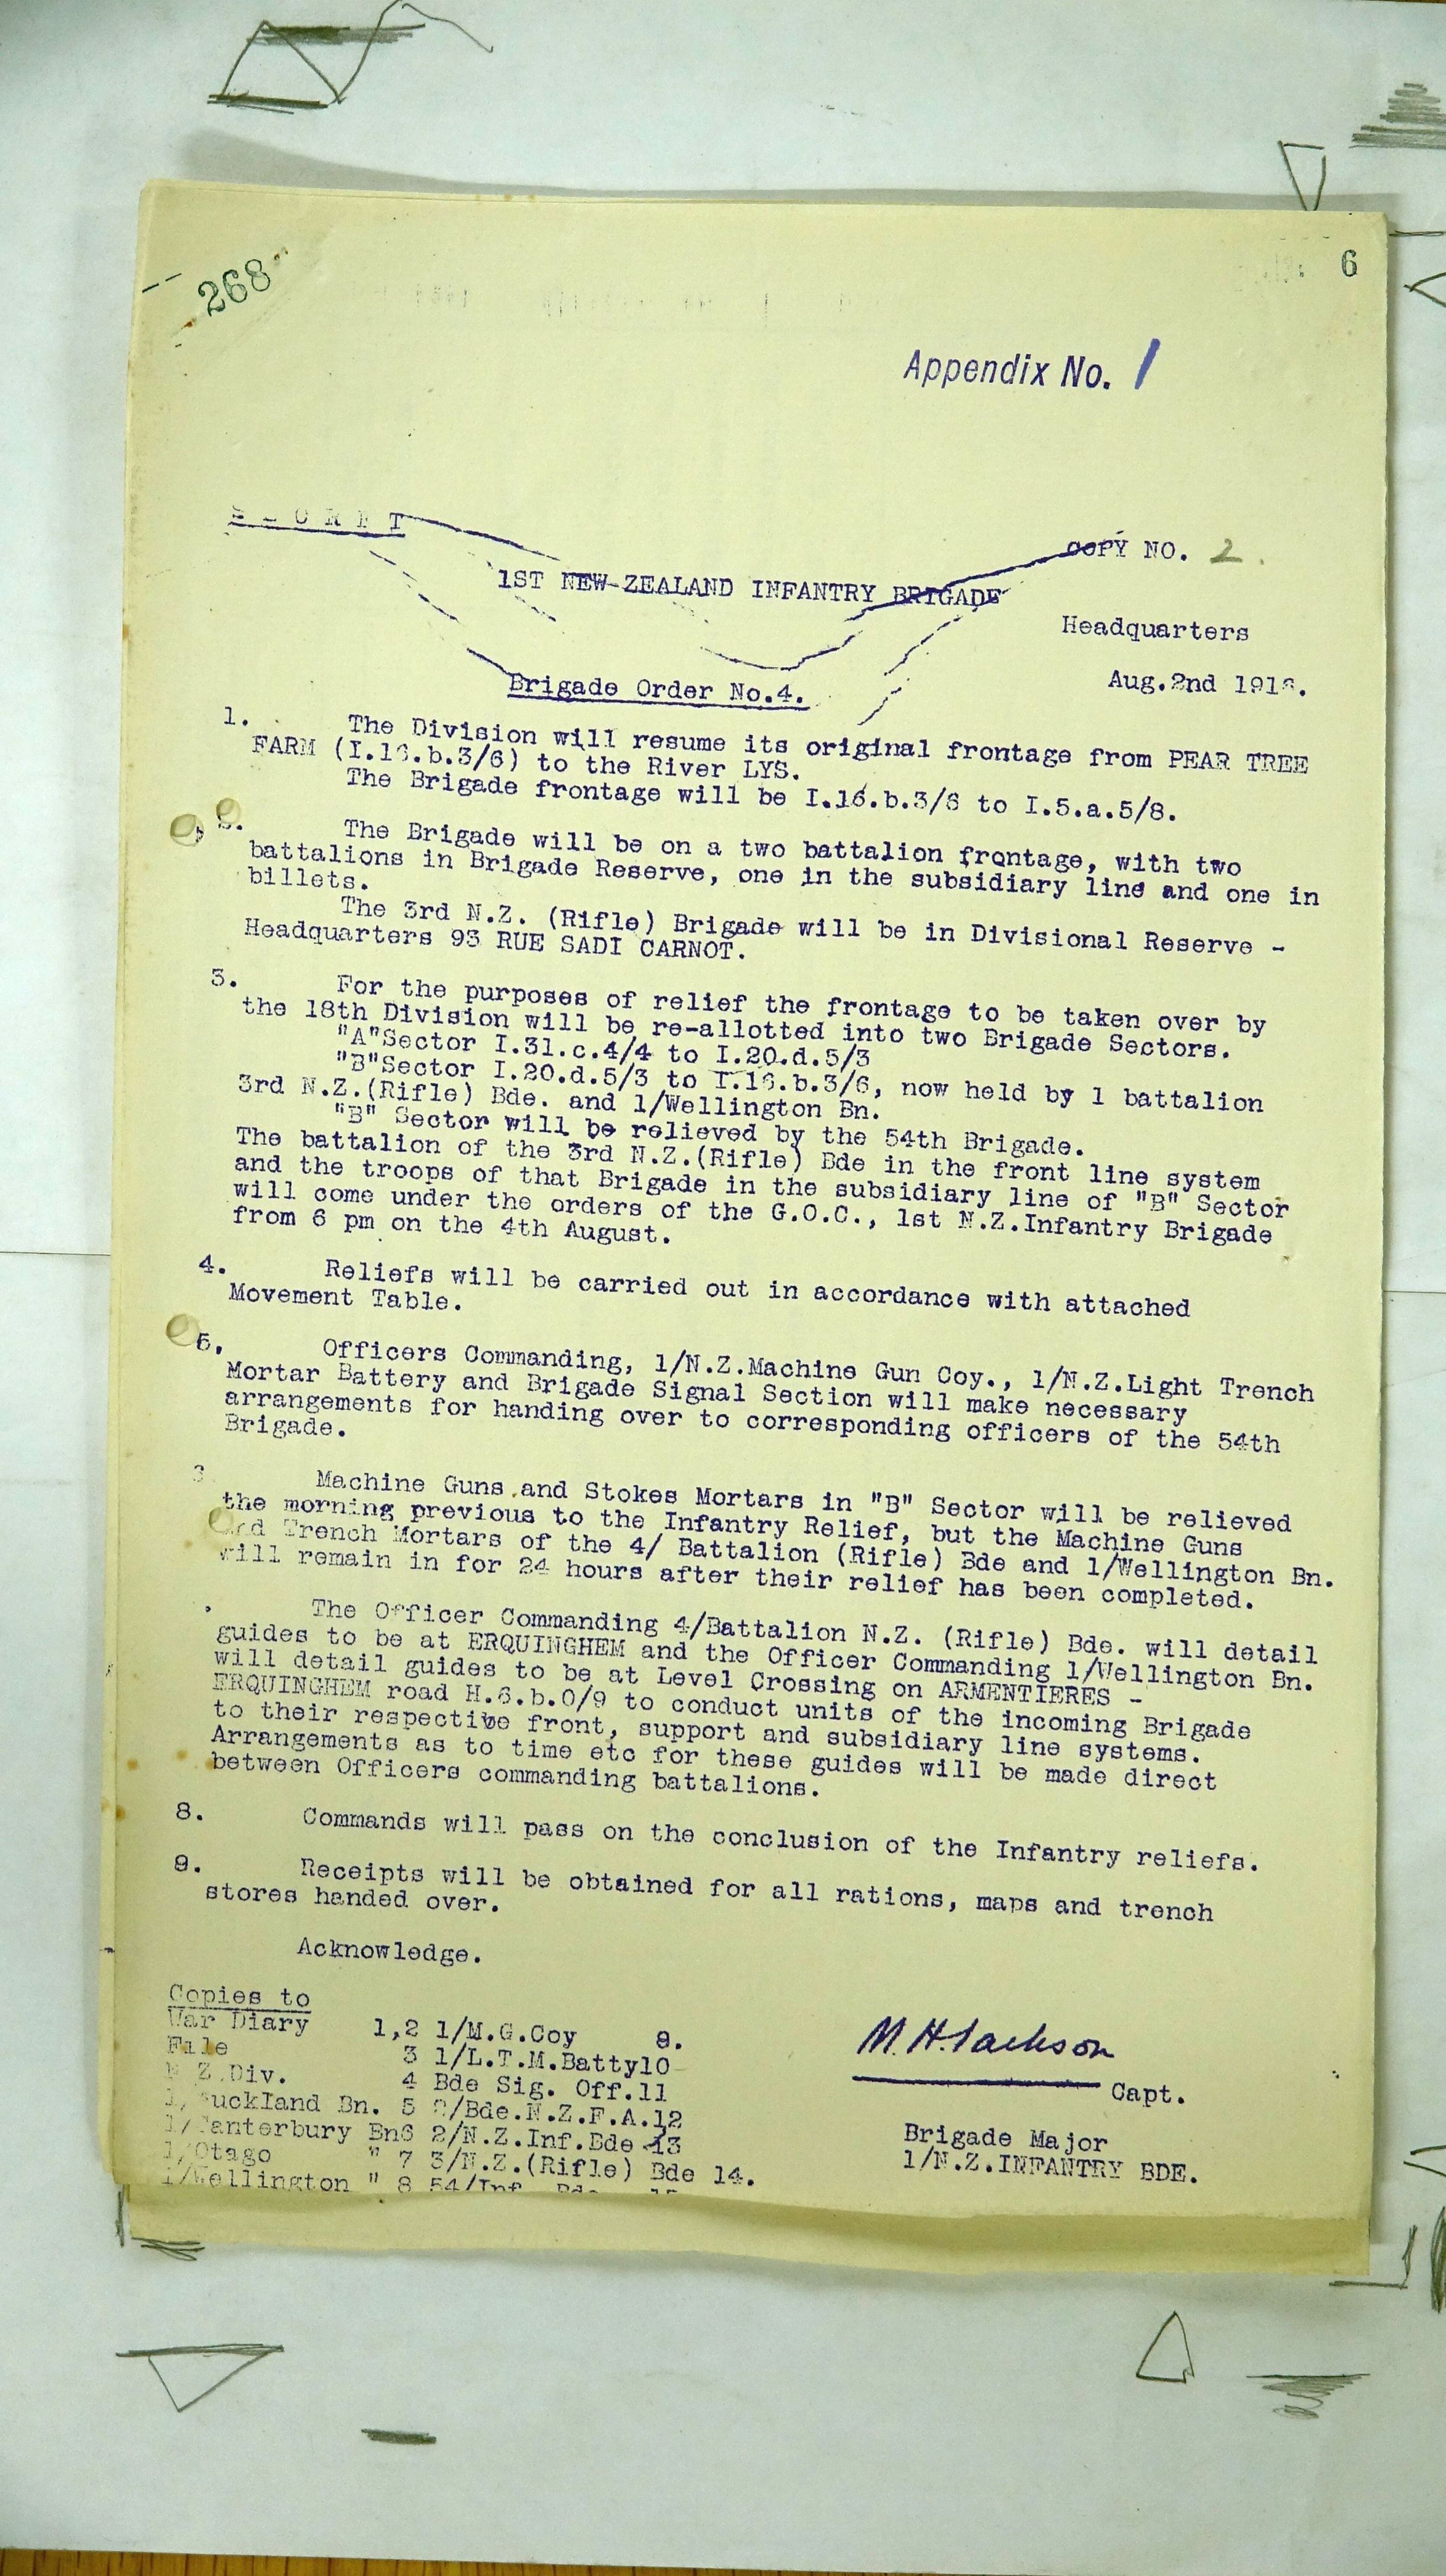 268
6
Appendix No. 1
SECRET
COPY NO. 2.
1ST NEW-ZEALAND INFANTRY BRIGADE
Headquarters
Aug.2nd 1916.
Brigade Order No.4.
1. The Division will resume its original frontage from PEAR TREE
FARM (I.16.b.3/6) to the River LYS.
The Brigade frontage will be I.16.b.3/6 to I.5.a.5/8.
2. The Brigade will be on a two battalion frontage, with two
battalions in Brigade Reserve, one in the subsidiary line and one in
billets.
The 3rd N.Z. (Rifle) Brigade will be in Divisional Reserve -
Headquarters 93 RUE SADI CARNOT.
3. For the purposes of relief the frontage to be taken over by
the 18th Division will be re-allotted into two Brigade Sectors.
"A"Sector I.31.c.4/4 to I.20.d.5/3
"B"Sector I.20.d.5/3 to I.16.b.3/6, now held by 1 battalion
3rd N.Z.(Rifle) Bde. and 1/Wellington Bn.
"B" Sector will be relieved by the 54th Brigade.
The battalion of the 3rd N.Z.(Rifle) Bde in the front line system
and the troops of that Brigade in the subsidiary line of "B" Sector
will come under the orders of the G.O.C., 1st N.Z.Infantry Brigade
from 6 pm on the 4th August.
4. Reliefs will be carried out in accordance with attached
Movement Table.
5. Officers Commanding, 1/N.Z.Machine Gun Coy., 1/N.Z.Light Trench
Mortar Battery and Brigade Signal Section will make necessary
arrangements for handing over to corresponding officers of the 54th
Brigade.
Machine Guns and Stokes Mortars in "B" Sector will be relieved
the morning previous to the Infantry Relief, but the Machine Guns
and Trench Mortars of the 4/ Battalion (Rifle) Bde and 1/Wellington Bn.
will remain in for 24 hours after their relief has been completed.
The Officer Commanding 4/Battalion N.Z. (Rifle) Bde. will detail
guides to be at ERQUINGHEM and the Officer Commanding 1/Wellington Bn.
will detail guides to be at Level Crossing on ARMENTIERES -
ERQUINGHEM road H.6.b.0/9 to conduct units of the incoming Brigade
to their respective front, support and subsidiary line systems.
Arrangements as to time etc for these guides will be made direct
between Officers commanding battalions.
8. Commands will pass on the conclusion of the Infantry reliefs.
9. Receipts will be obtained for all rations, maps and trench
stores handed over.
Acknowledge.
Copies to
War Diary 1,2 1/M.G.Coy 9.
File 3 1/L.T.M.Batty10
N Z.Div. 4 Bde Sig. Off.11
1/Auckland Bn. 5 2/Bde.N.Z.F.A.12
1/Canterbury Bn6 2/N.Z.Inf.Bde 13
1/Otago " 7 3/N.Z.(Rifle) Bde 14.
1/Wellington " 8 54/Inf. Bde 15
M.H.Jackson
Capt.
Brigade Major
1/N.Z.INFANTRY BDE.